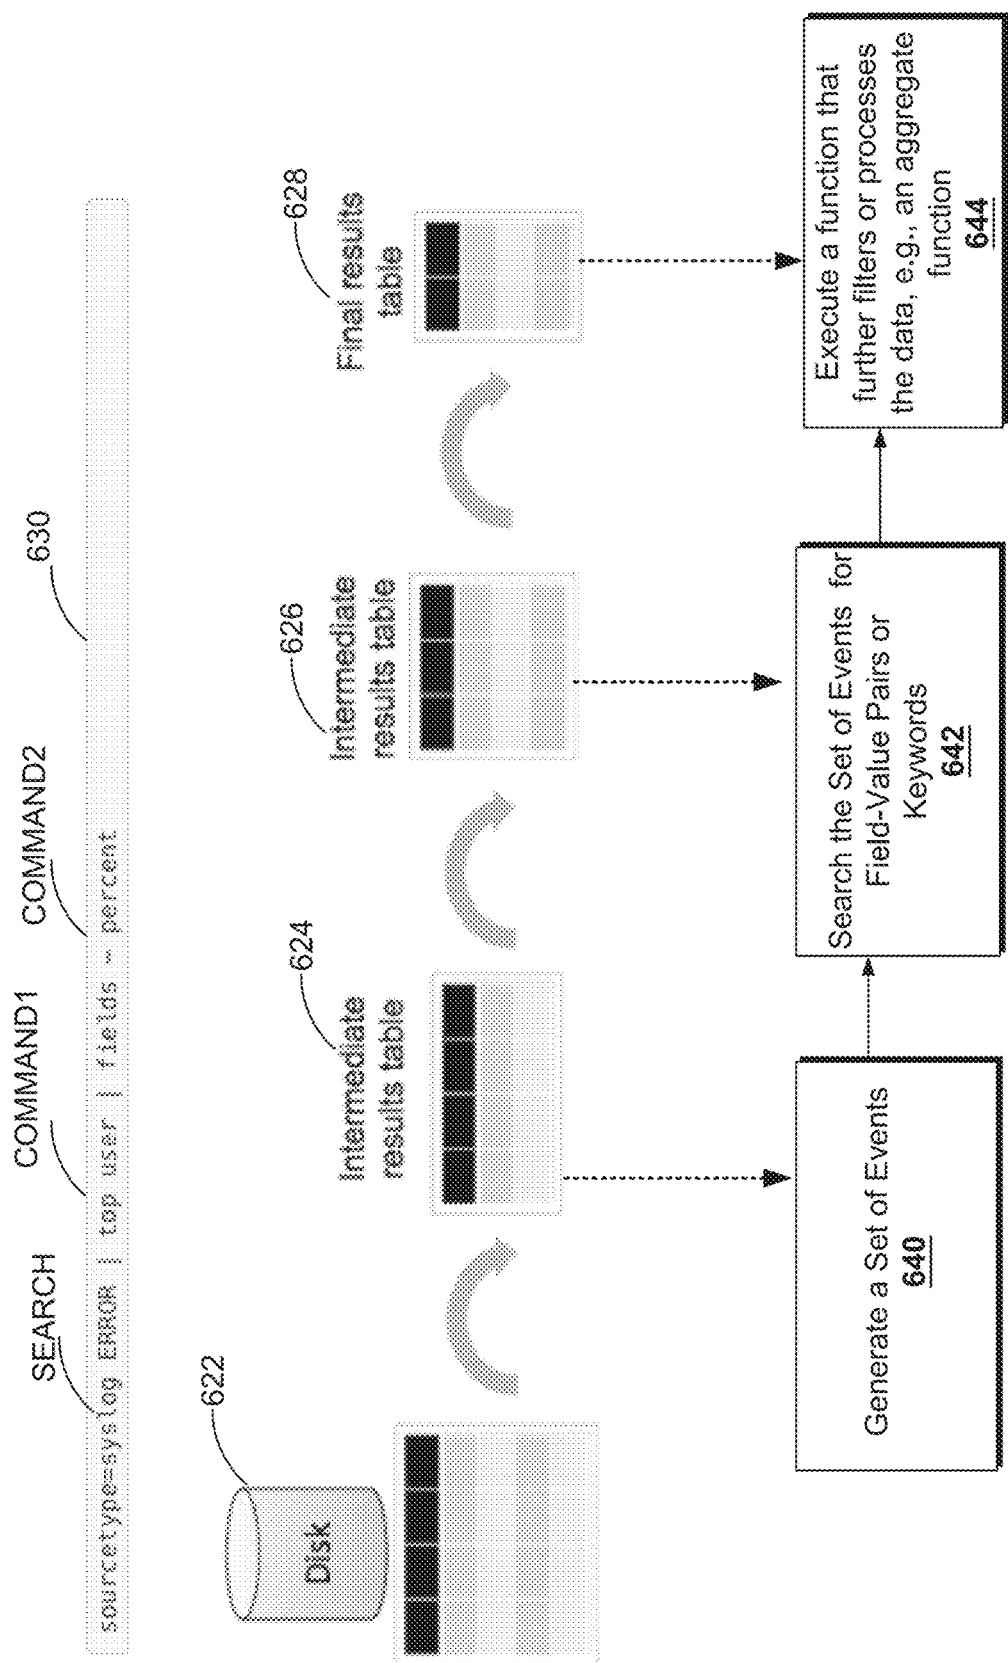 SEARCH
COMMAND1
COMMAND2
630
sourcetype=syslog ERROR | top user | fields – percent
622
Disk
624
Intermediate
results table
626
Intermediate
results table
628
Final results
table
Generate a Set of Events
640
Search the Set of Events for
Field-Value Pairs or
Keywords
642
Execute a function that
further filters or processes
the data, e.g., an aggregate
function
644